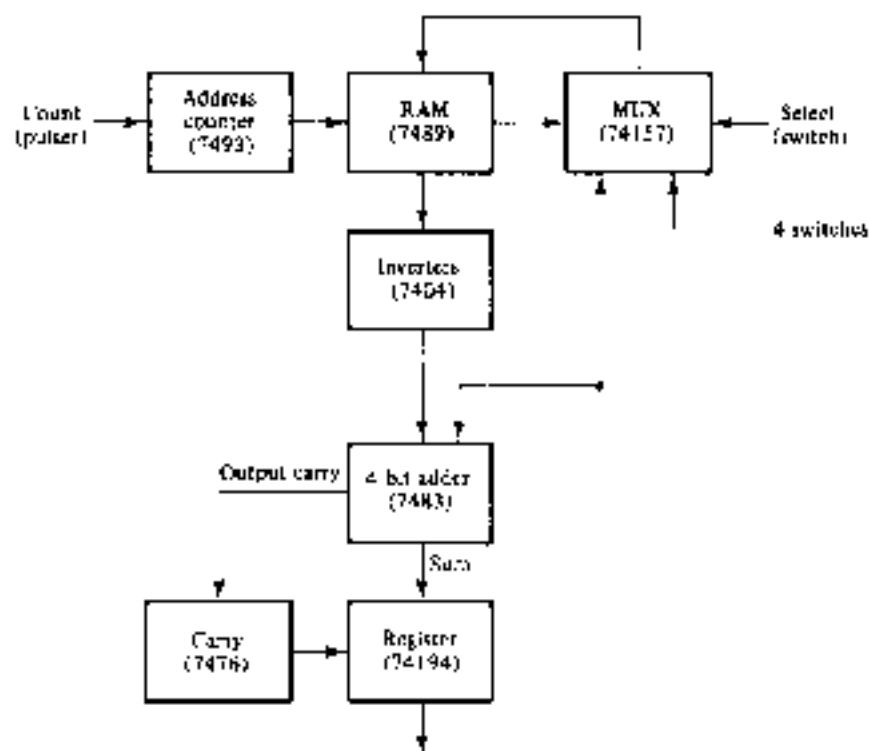 Count
(pulser)
Address
counter
(7493)
RAM
(7489)
MUX
(74157)
Select
(switch)
4 switches
Inverters
(7404)
Output carry
4 bit adder
(7483)
Sum
Carry
(7476)
Register
(74194)